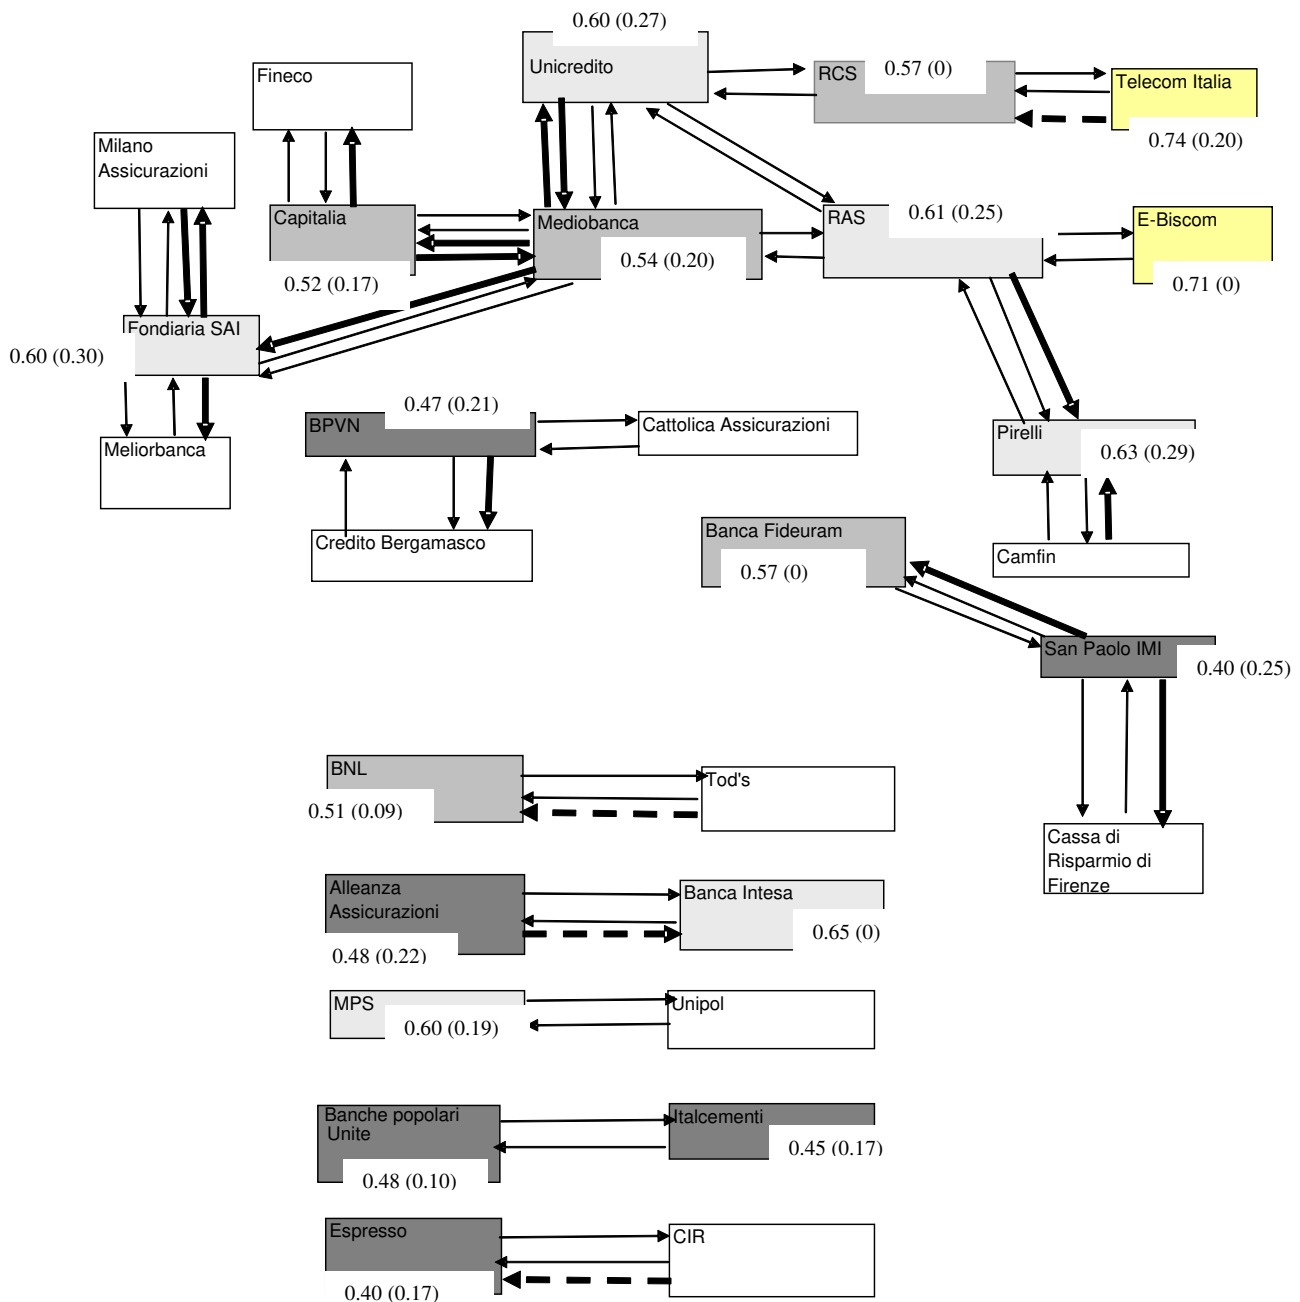 0.60 (0.27)
Unicredito
Fineco
RCS
0.57 (0)
Telecom Italia
0.74 (0.20)
Milano
Assicurazioni
Capitalia
0.52 (0.17)
Mediobanca
0.54 (0.20)
RAS
0.61 (0.25)
E-Biscom
0.71 (0)
Fondiaria SAI
0.60 (0.30)
Meliorbanca
0.47 (0.21)
BPVN
Cattolica Assicurazioni
Pirelli
0.63 (0.29)
Credito Bergamasco
Banca Fideuram
0.57 (0)
Camfin
San Paolo IMI
0.40 (0.25)
BNL
0.51 (0.09)
Tod's
Cassa di
Risparmio di
Firenze
Alleanza
Assicurazioni
0.48 (0.22)
Banca Intesa
0.65 (0)
MPS
0.60 (0.19)
Unipol
Banche popolari
Unite
0.48 (0.10)
Italcementi
0.45 (0.17)
Espresso
0.40 (0.17)
CIR